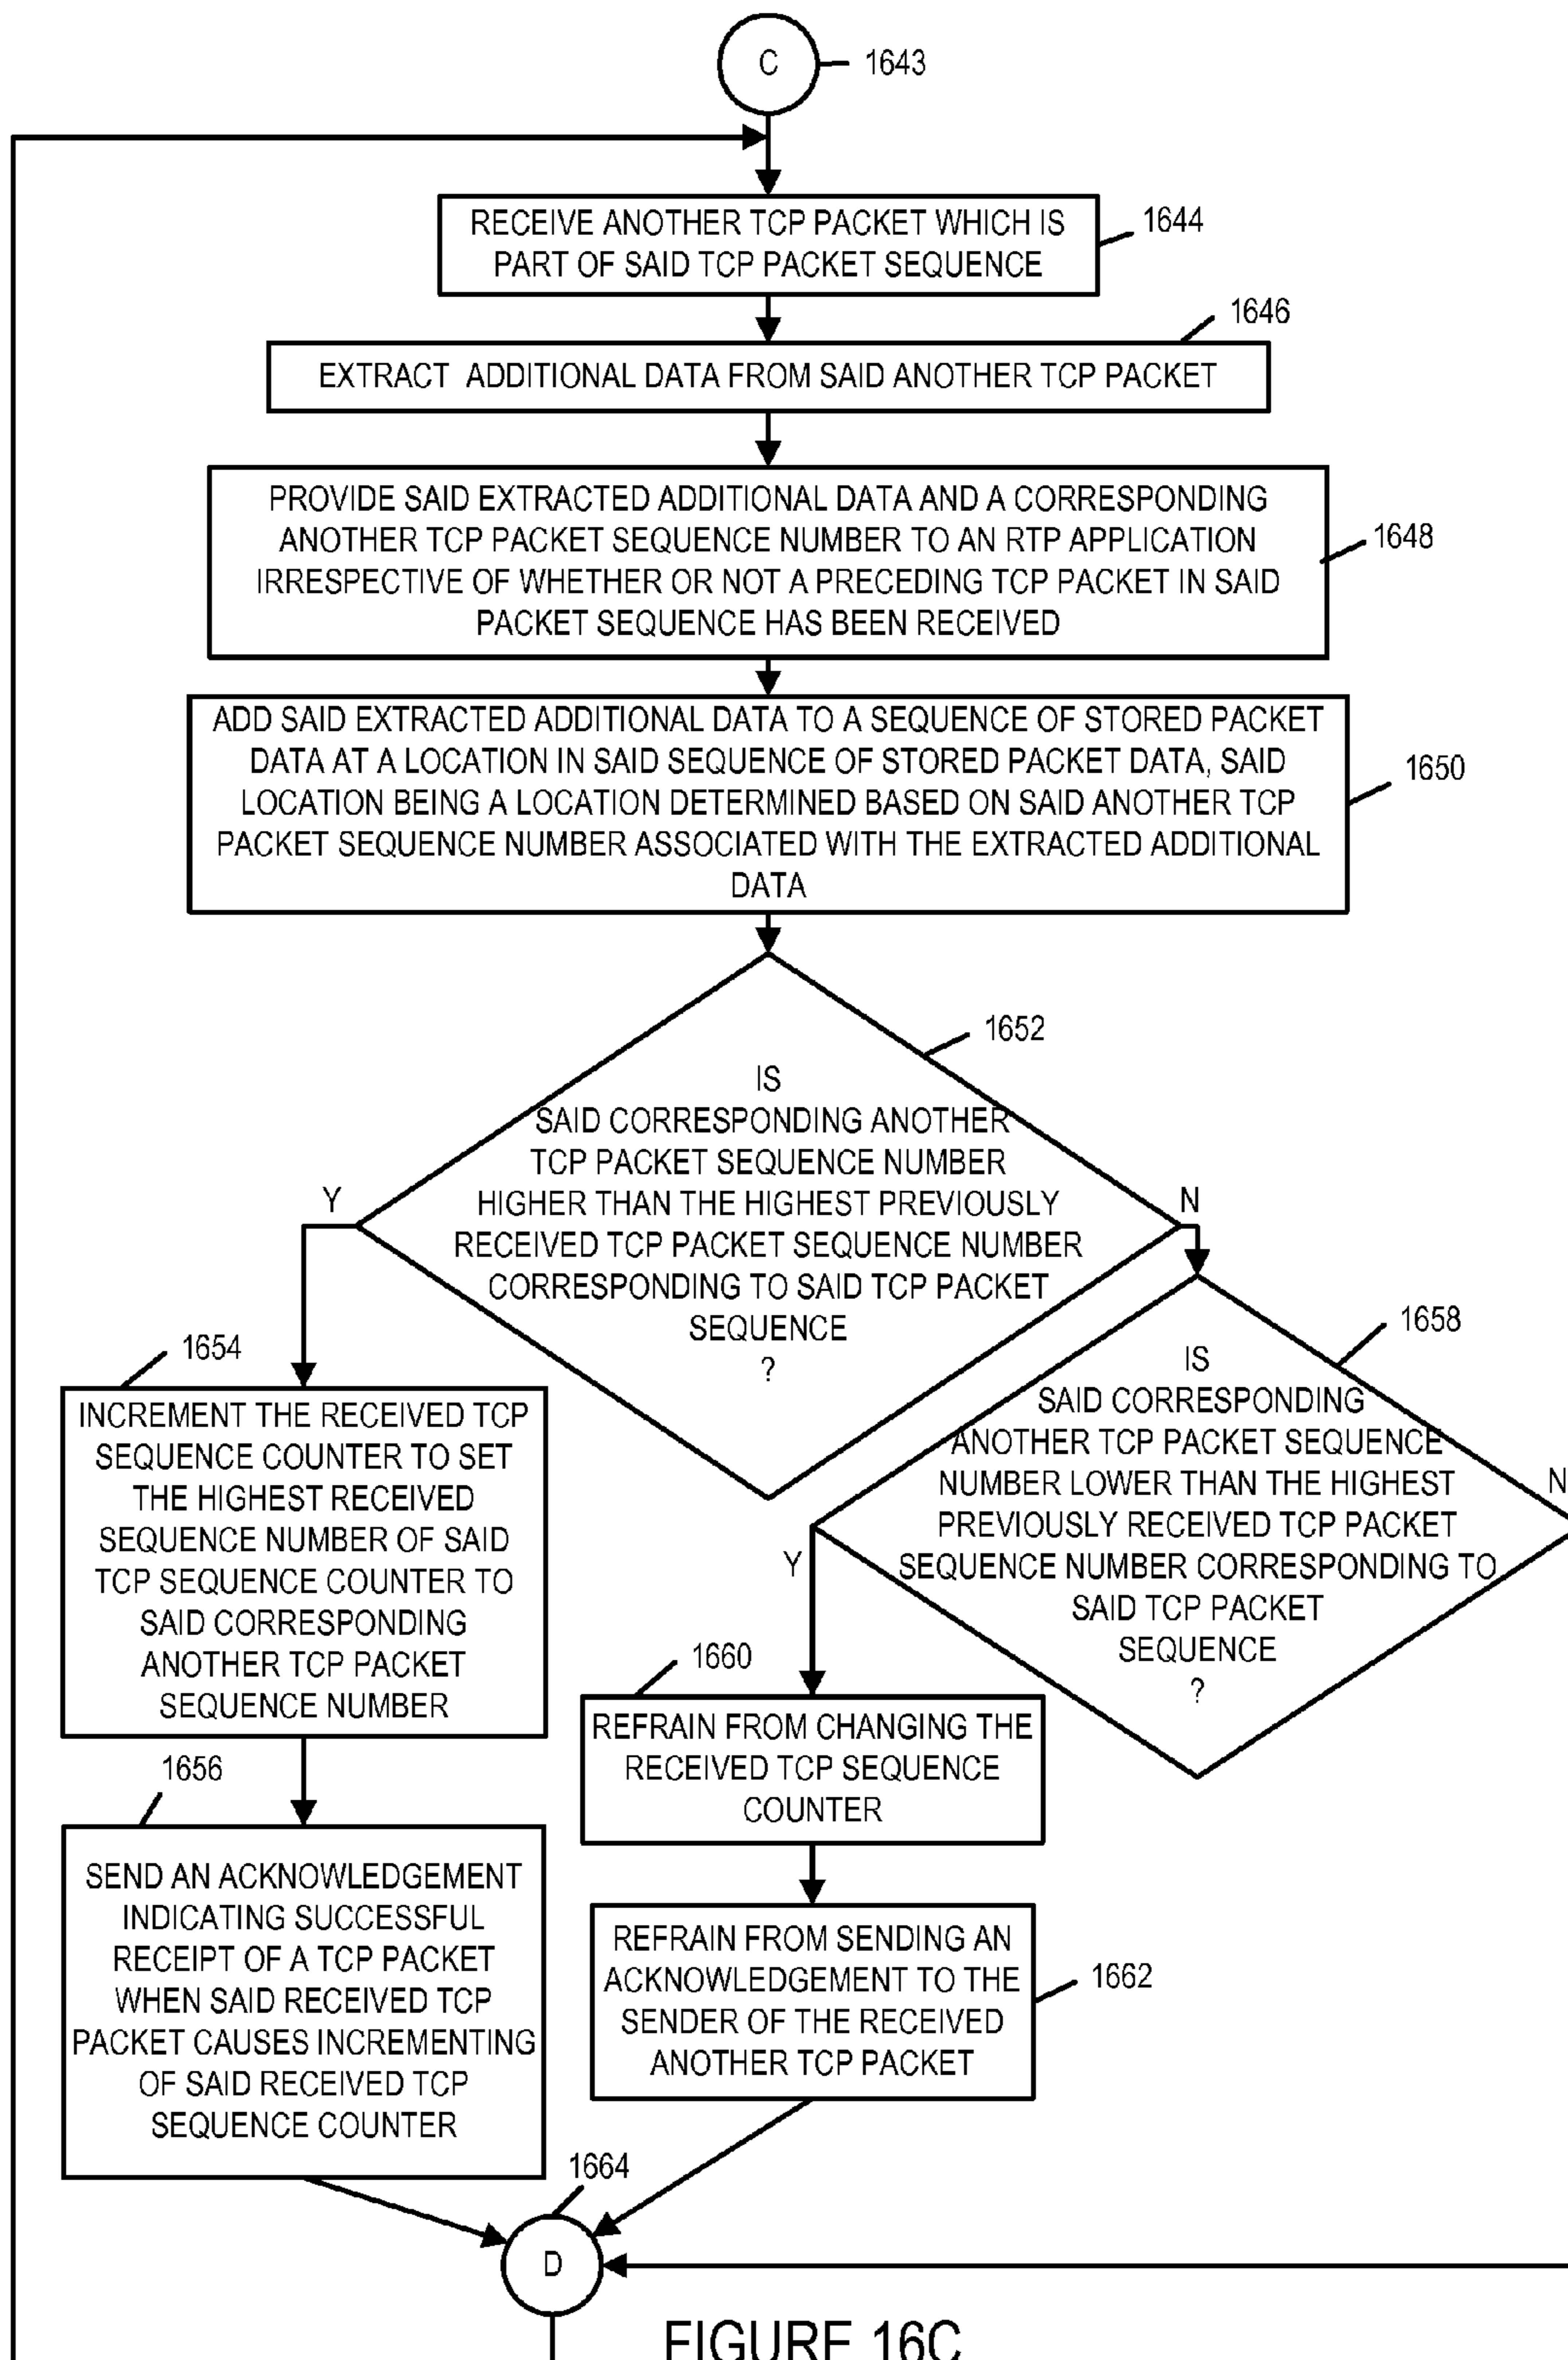 C
1643
RECEIVE ANOTHER TCP PACKET WHICH IS
PART OF SAID TCP PACKET SEQUENCE
1644
1646
EXTRACT ADDITIONAL DATA FROM SAID ANOTHER TCP PACKET
PROVIDE SAID EXTRACTED ADDITIONAL DATA AND A CORRESPONDING
ANOTHER TCP PACKET SEQUENCE NUMBER TO AN RTP APPLICATION
IRRESPECTIVE OF WHETHER OR NOT A PRECEDING TCP PACKET IN SAID
PACKET SEQUENCE HAS BEEN RECEIVED
1648
ADD SAID EXTRACTED ADDITIONAL DATA TO A SEQUENCE OF STORED PACKET
DATA AT A LOCATION IN SAID SEQUENCE OF STORED PACKET DATA, SAID
LOCATION BEING A LOCATION DETERMINED BASED ON SAID ANOTHER TCP
PACKET SEQUENCE NUMBER ASSOCIATED WITH THE EXTRACTED ADDITIONAL
DATA
1650
1652
IS
SAID CORRESPONDING ANOTHER
TCP PACKET SEQUENCE NUMBER
HIGHER THAN THE HIGHEST PREVIOUSLY
RECEIVED TCP PACKET SEQUENCE NUMBER
CORRESPONDING TO SAID TCP PACKET
SEQUENCE
?
Y
N
1654
INCREMENT THE RECEIVED TCP
SEQUENCE COUNTER TO SET
THE HIGHEST RECEIVED
SEQUENCE NUMBER OF SAID
TCP SEQUENCE COUNTER TO
SAID CORRESPONDING
ANOTHER TCP PACKET
SEQUENCE NUMBER
1658
IS
SAID CORRESPONDING
ANOTHER TCP PACKET SEQUENCE
NUMBER LOWER THAN THE HIGHEST
PREVIOUSLY RECEIVED TCP PACKET
SEQUENCE NUMBER CORRESPONDING TO
SAID TCP PACKET
SEQUENCE
?
N
Y
1660
REFRAIN FROM CHANGING THE
RECEIVED TCP SEQUENCE
COUNTER
1656
SEND AN ACKNOWLEDGEMENT
INDICATING SUCCESSFUL
RECEIPT OF A TCP PACKET
WHEN SAID RECEIVED TCP
PACKET CAUSES INCREMENTING
OF SAID RECEIVED TCP
SEQUENCE COUNTER
REFRAIN FROM SENDING AN
ACKNOWLEDGEMENT TO THE
SENDER OF THE RECEIVED
ANOTHER TCP PACKET
1662
1664
D
FIGURE 16C